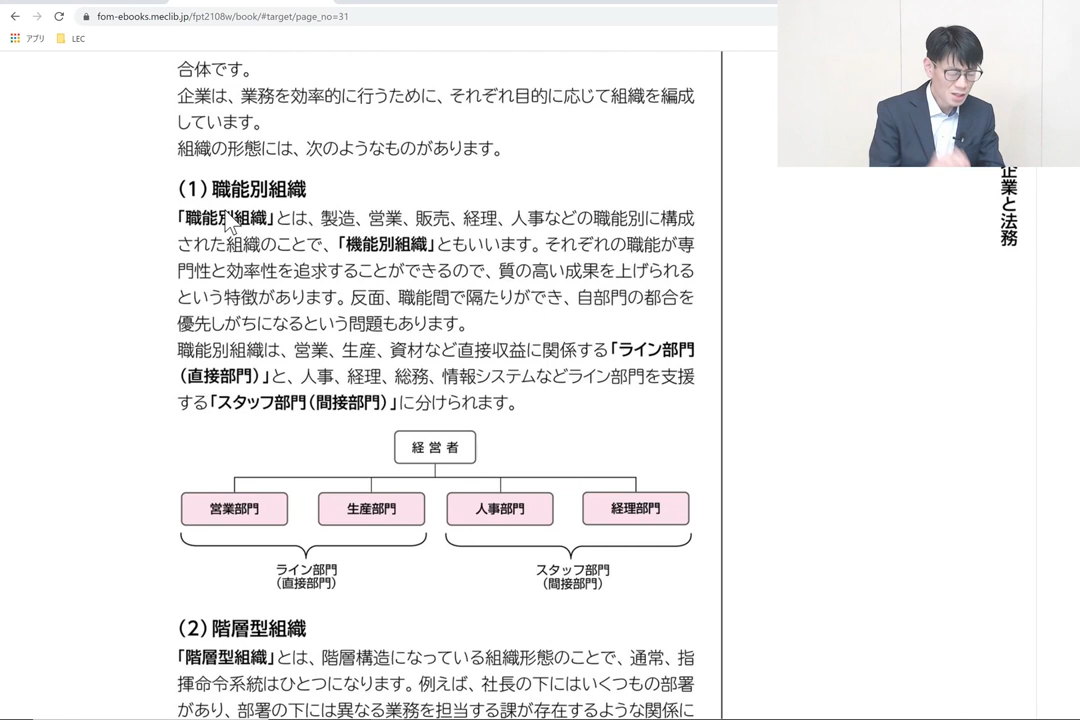 fom-ebooks.meclib.jp/fpt2108w/book/#target/page_no=31
アプリ LEC
合体です。
企業は、業務を効率的に行うために、それぞれ目的に応じて組織を編成
しています。
組織の形態には、次のようなものがあります。
(1)職能別組織
「職能別組織」とは、製造、営業、販売、経理、人事などの職能別に構成
された組織のことで、「機能別組織」ともいいます。それぞれの職能が専
門性と効率性を追求することができるので、質の高い成果を上げられる
という特徴があります。反面、職能間で隔たりができ、自部門の都合を
優先しがちになるという問題もあります。
職能別組織は、営業、生産、資材など直接収益に関係する「ライン部門
(直接部門)」と、人事、経理、総務、情報システムなどライン部門を支援
する「スタッフ部門(間接部門)」に分けられます。
経営者
営業部門 生産部門 人事部門 経理部門
ライン部門 スタッフ部門
(直接部門) (間接部門)
(2)階層型組織
「階層型組織」とは、階層構造になっている組織形態のことで、通常、指
揮命令系統はひとつになります。例えば、社長の下にはいくつもの部署
があり、部署の下には異なる業務を担当する課が存在するような関係に
企業と法務